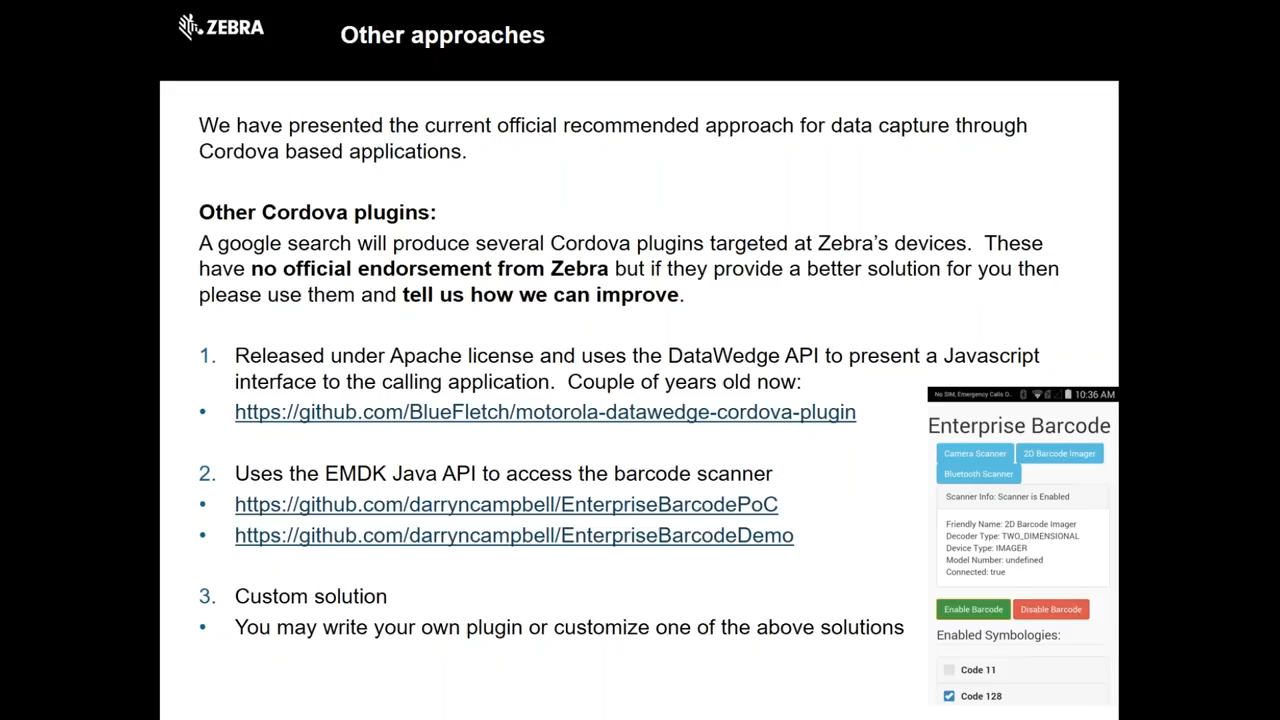 ZEBRA
Other approaches
We have presented the current official recommended approach for data capture through
Cordova based applications.
Other Cordova plugins:
A google search will produce several Cordova plugins targeted at Zebra's devices. These
have no official endorsement from Zebra but if they provide a better solution for you then
please use them and tell us how we can improve.
1. Released under Apache license and uses the DataWedge API to present a Javascript
interface to the calling application. Couple of years old now:
• https://github.com/BlueFletch/motorola-datawedge-cordova-plugin
2. Uses the EMDK Java API to access the barcode scanner
• https://github.com/darryncampbell/EnterpriseBarcodePoC
• https://github.com/darryncampbell/EnterpriseBarcodeDemo
3. Custom solution
• You may write your own plugin or customize one of the above solutions
No SIM, Emergency Calls O.. 10:36 AM
Enterprise Barcode
Camera Scanner 2D Barcode Imager
Bluetooth Scanner
Scanner Info: Scanner is Enabled
Friendly Name: 2D Barcode Imager
Decoder Type: TWO_DIMENSIONAL
Device Type: IMAGER
Model Number: undefined
Connected: true
Enable Barcode Disable Barcode
Enabled Symbologies:
Code 11
Code 128